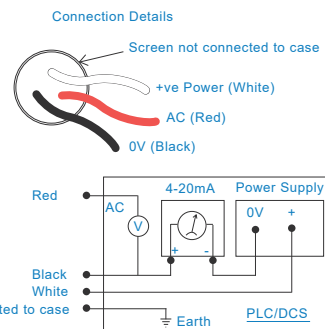 Connection Details
Screen not connected to case
+ve Power (White)
AC (Red)
0V (Black)
Red
AC
V
4-20mA
+ -
Power Supply
0V +
Black
White
ted to case
Earth
PLC/DCS